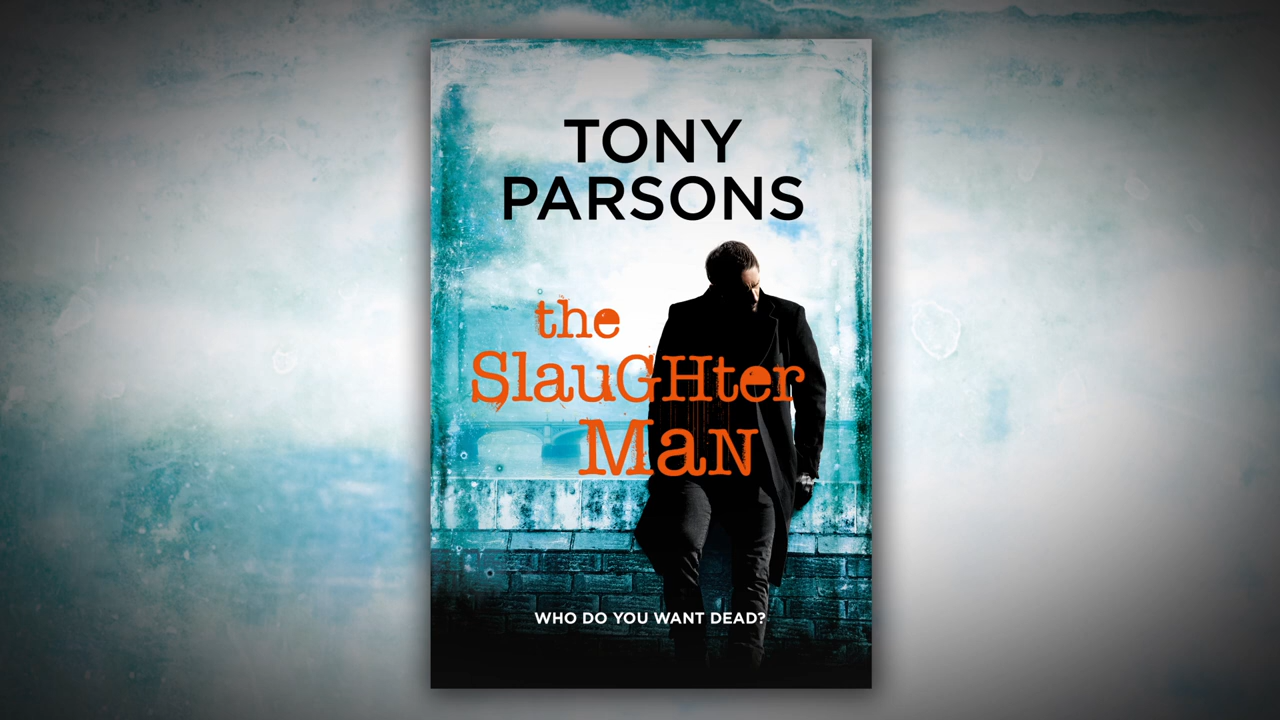 TONY
PARSONS
the
SlauGHter
MaN
WHO DO YOU WANT DEAD?